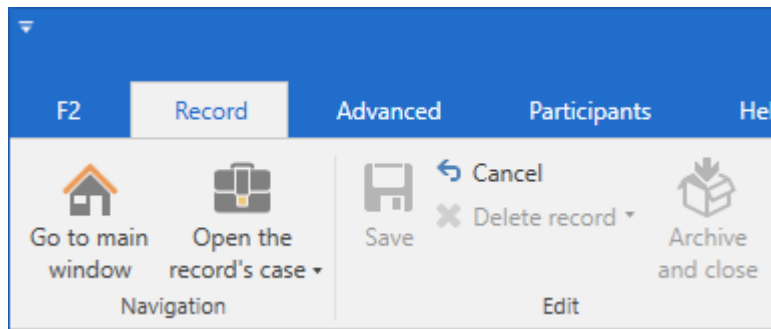 F2 Record Advanced Participants
Go to main window
Open the record's case
Navigation
Save
Cancel
Delete record
Archive and close
Edit